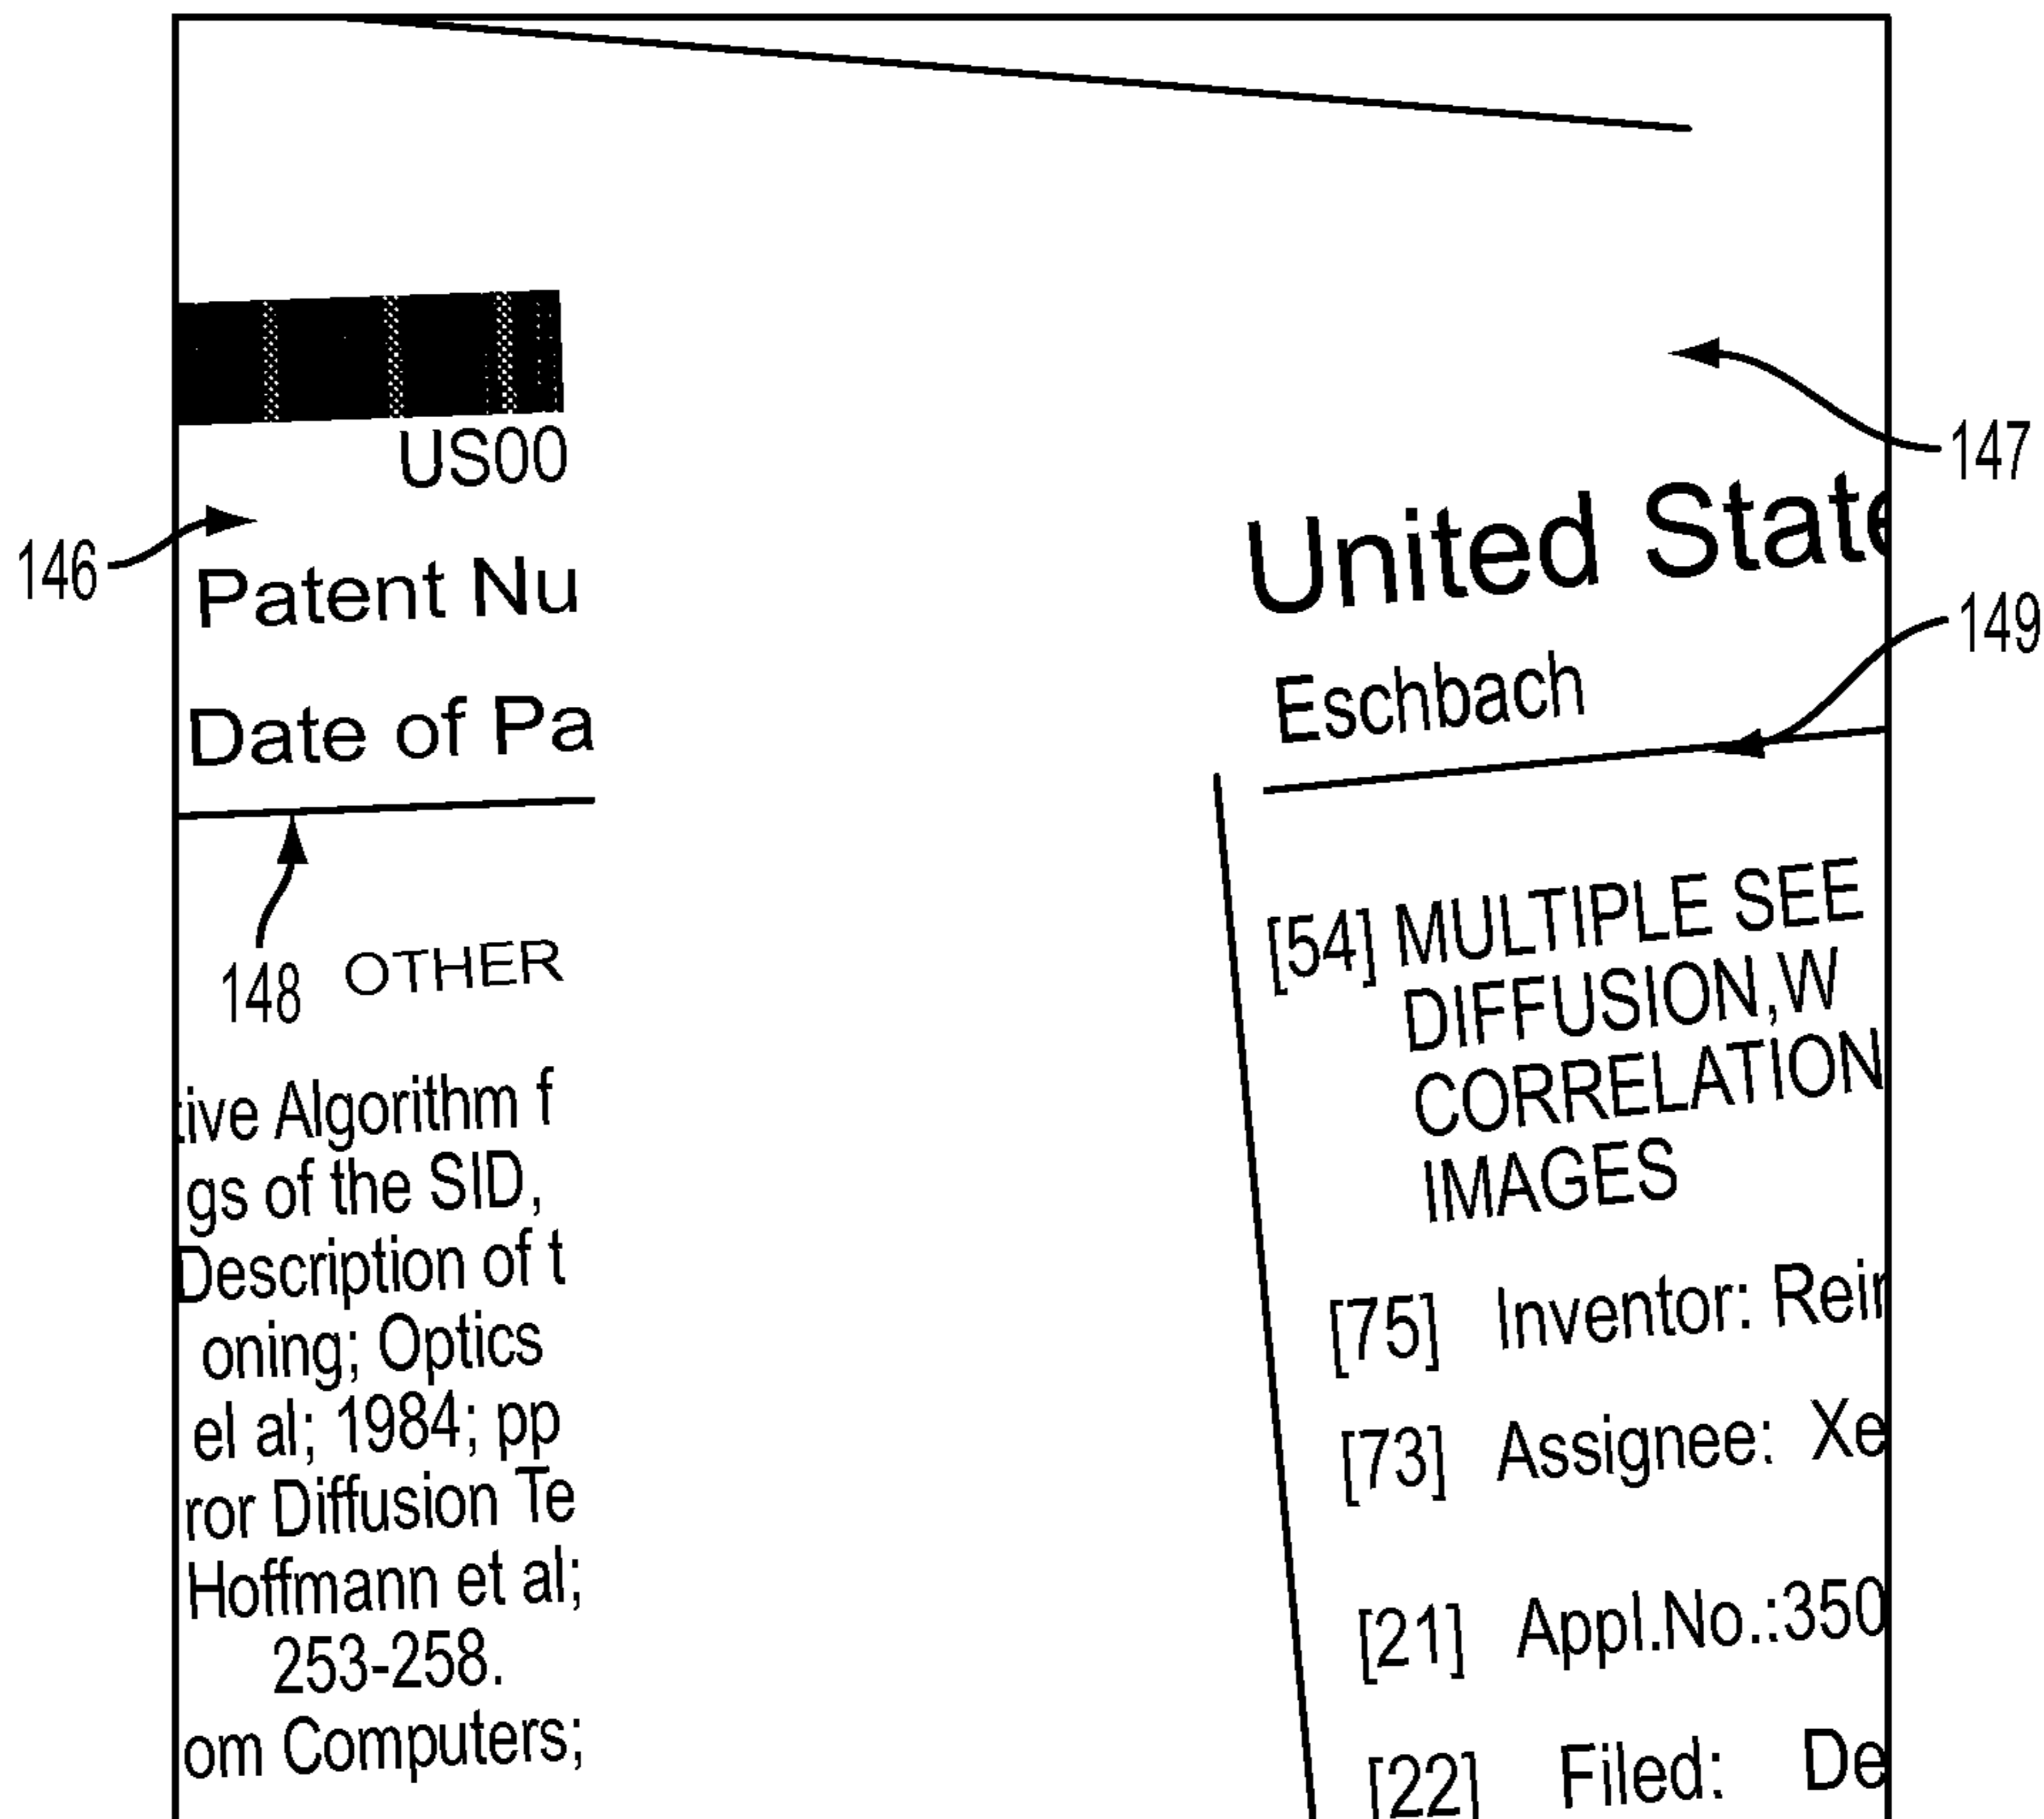 US00
146
Patent Nu
Date of Pa
148
OTHER
tive Algorithm f
gs of the SID,
Description of t
oning; Optics
el al; 1984; pp
ror Diffusion Te
Hoffmann et al;
253-258.
om Computers;
147
United State
149
Eschbach
[54] MULTIPLE SEE
DIFFUSION,W
CORRELATION
IMAGES
[75] Inventor: Rein
[73] Assignee: Xe
[21] Appl.No.:350
[22] Filed: De